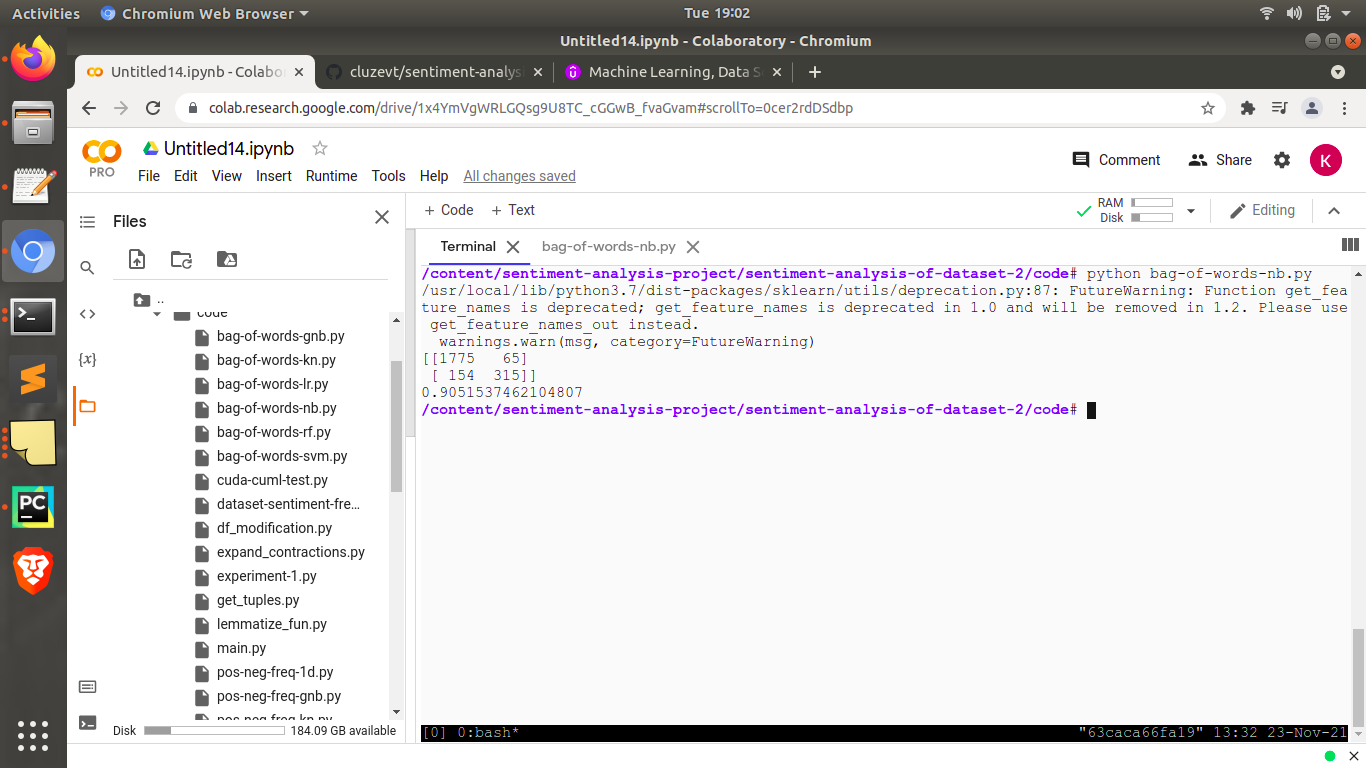 Activities Chromium Web Browser Tue 19:02
Untitled14.ipynb - Colaboratory - Chromium
Untitled14.ipynb - Colabo cluzevt/sentiment-analys Machine Learning, Data S
colab.research.google.com/drive/1x4YmVgWRLGQsg9U8TC_cGGwB_fvaGvam#scrollTo=0cer2rdDSdbp
PRO Untitled14.ipynb Comment Share K
File Edit View Insert Runtime Tools Help All changes saved
Files + Code + Text RAM Disk Editing
Terminal bag-of-words-nb.py
..
code
bag-of-words-gnb.py
bag-of-words-kn.py
bag-of-words-lr.py
bag-of-words-nb.py
bag-of-words-rf.py
bag-of-words-svm.py
cuda-cuml-test.py
dataset-sentiment-fre...
df_modification.py
expand_contractions.py
experiment-1.py
get_tuples.py
lemmatize_fun.py
main.py
pos-neg-freq-1d.py
pos-neg-freq-gnb.py
pos-neg-freq-kn.py
Disk 184.09 GB available
/content/sentiment-analysis-project/sentiment-analysis-of-dataset-2/code# python bag-of-words-nb.py
/usr/local/lib/python3.7/dist-packages/sklearn/utils/deprecation.py:87: FutureWarning: Function get_fea
ture_names is deprecated; get_feature_names is deprecated in 1.0 and will be removed in 1.2. Please use
get_feature_names_out instead.
warnings.warn(msg, category=FutureWarning)
[[1775 65]
[ 154 315]]
0.9051537462104807
/content/sentiment-analysis-project/sentiment-analysis-of-dataset-2/code#
[0] 0:bash* "63caca66fa19" 13:32 23-Nov-21
{x}
PC